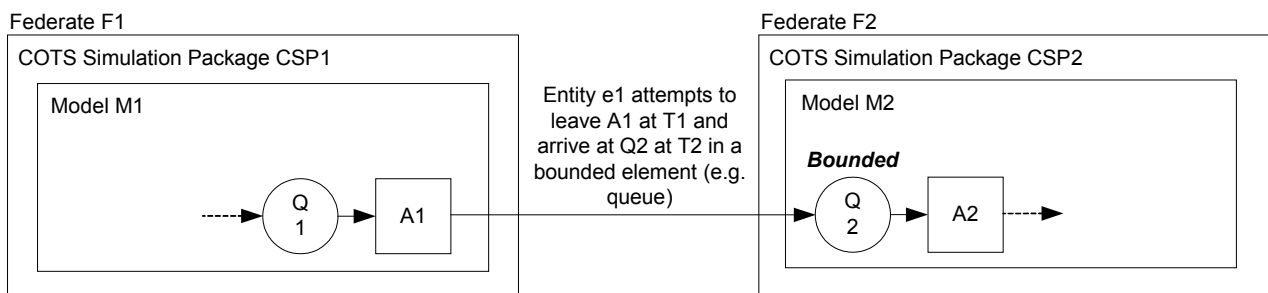 Federate F1
COTS Simulation Package CSP1
Model M1
Q
1
A1
Entity e1 attempts to
leave A1 at T1 and
arrive at Q2 at T2 in a
bounded element (e.g.
queue)
Federate F2
COTS Simulation Package CSP2
Model M2
Bounded
Q
2
A2